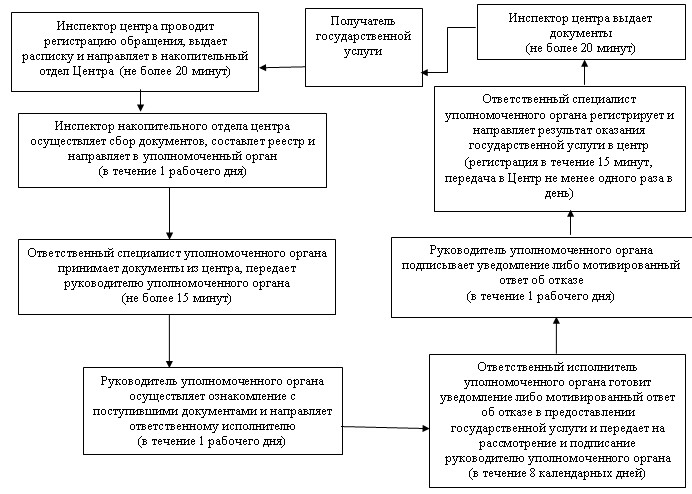 Инспектор центра проводит
регистрацию обращения, выдает
расписку и направляет в накопительный
отдел Центра (не более 20 минут)
Получатель
государственной
услуги
Инспектор центра выдает
документы
(не более 20 минут)
Инспектор накопительного отдела центра
осуществляет сбор документов, составлет реестр и
направляет в уполномоченный орган
(в течение 1 рабочего дня)
Ответственный специалист
уполномоченного органа регистрирует и
направляет результат оказания
государственной услуги в центр
(регистрация в течение 15 минут,
передача в Центр не менее одного раза в
день)
Ответственный специалист уполномоченного органа
принимает документы из центра, передает
руководителю уполномоченного органа
(не более 15 минут)
Руководитель уполномоченного органа
подписывает уведомление либо мотивированный
ответ об отказе
(в течение 1 рабочего дня)
Руководитель уполномоченного органа
осуществляет ознакомление с
поступившими документами и направляет
ответственному исполнителю
(в течение 1 рабочего дня)
Ответственный исполнитель
уполномоченного органа готовит
уведомление либо мотивированный ответ
об отказе в предоставлении
государственной услуги и передает на
рассмотрение и подписание
руководителю уполномоченного органа
(в течение 8 календарных дней)